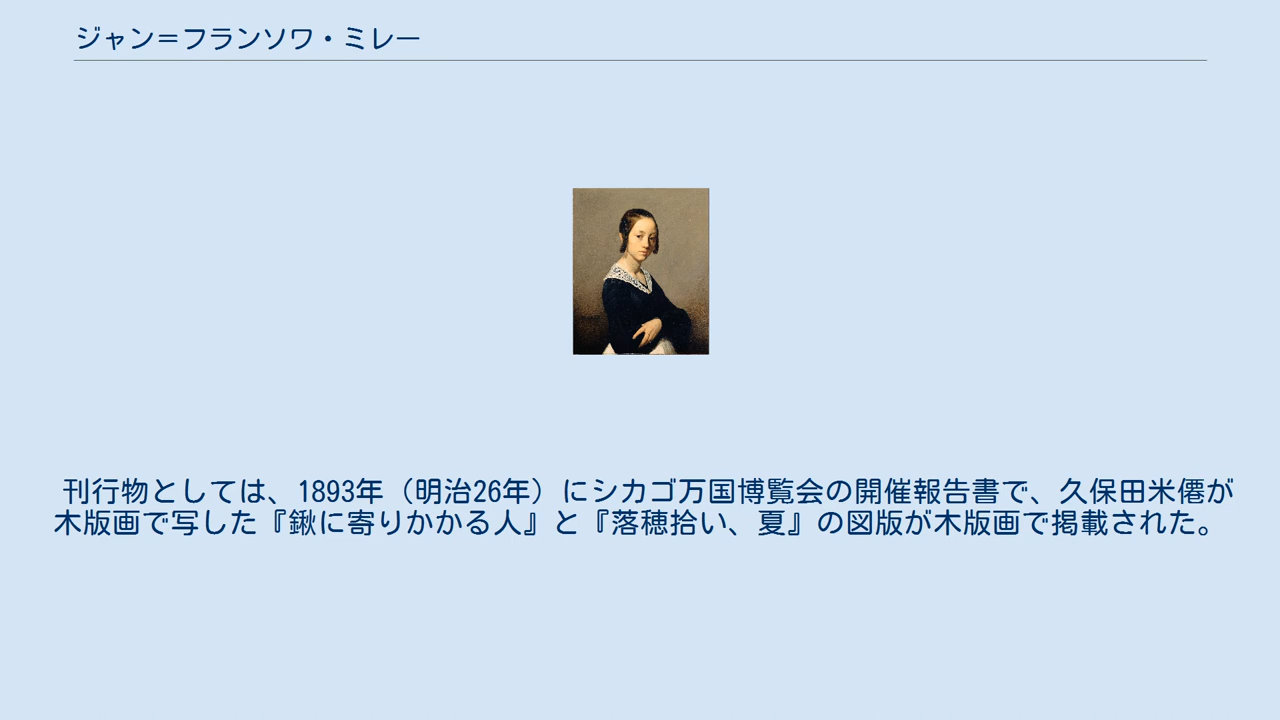 ジャン＝フランソワ・ミレー
刊行物としては、1893年（明治26年）にシカゴ万国博覧会の開催報告書で、久保田米僊が
木版画で写した『鍬に寄りかかる人』と『落穂拾い、夏』の図版が木版画で掲載された。